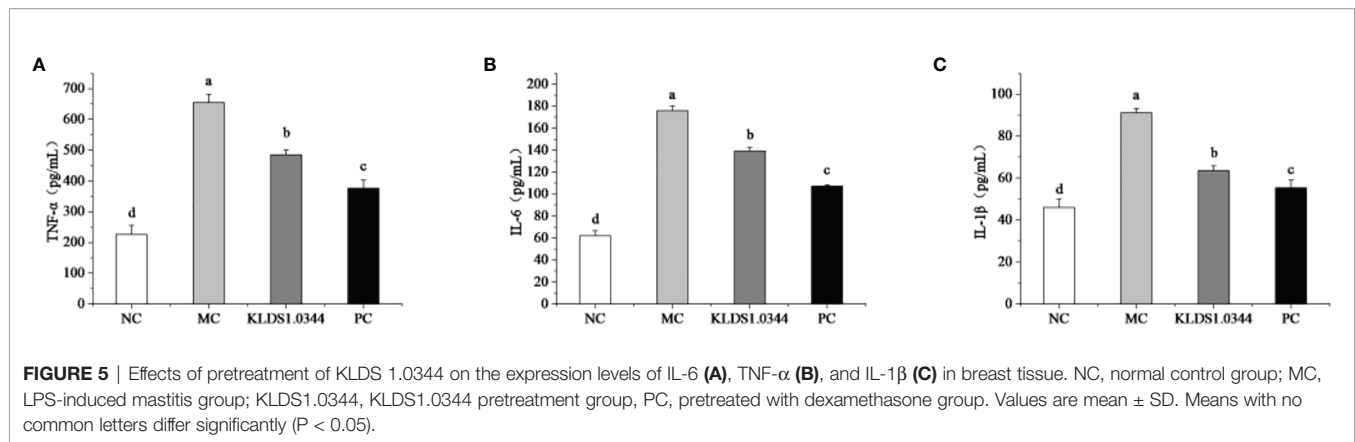 A
B
C
TNF-α（pg/mL）
700
600
500
400
300
200
100
0
d
a
b
c
NC
MC
KLDS1.0344
PC
IL-6（pg/mL）
200
180
160
140
120
100
80
60
40
20
0
d
a
b
c
NC
MC
KLDS1.0344
PC
IL-1β（pg/mL）
100
80
60
40
20
0
d
a
b
c
NC
MC
KLDS1.0344
PC
FIGURE 5 | Effects of pretreatment of KLDS 1.0344 on the expression levels of IL-6 (A), TNF-α (B), and IL-1β (C) in breast tissue. NC, normal control group; MC,
LPS-induced mastitis group; KLDS1.0344, KLDS1.0344 pretreatment group, PC, pretreated with dexamethasone group. Values are mean ± SD. Means with no
common letters differ significantly (P < 0.05).